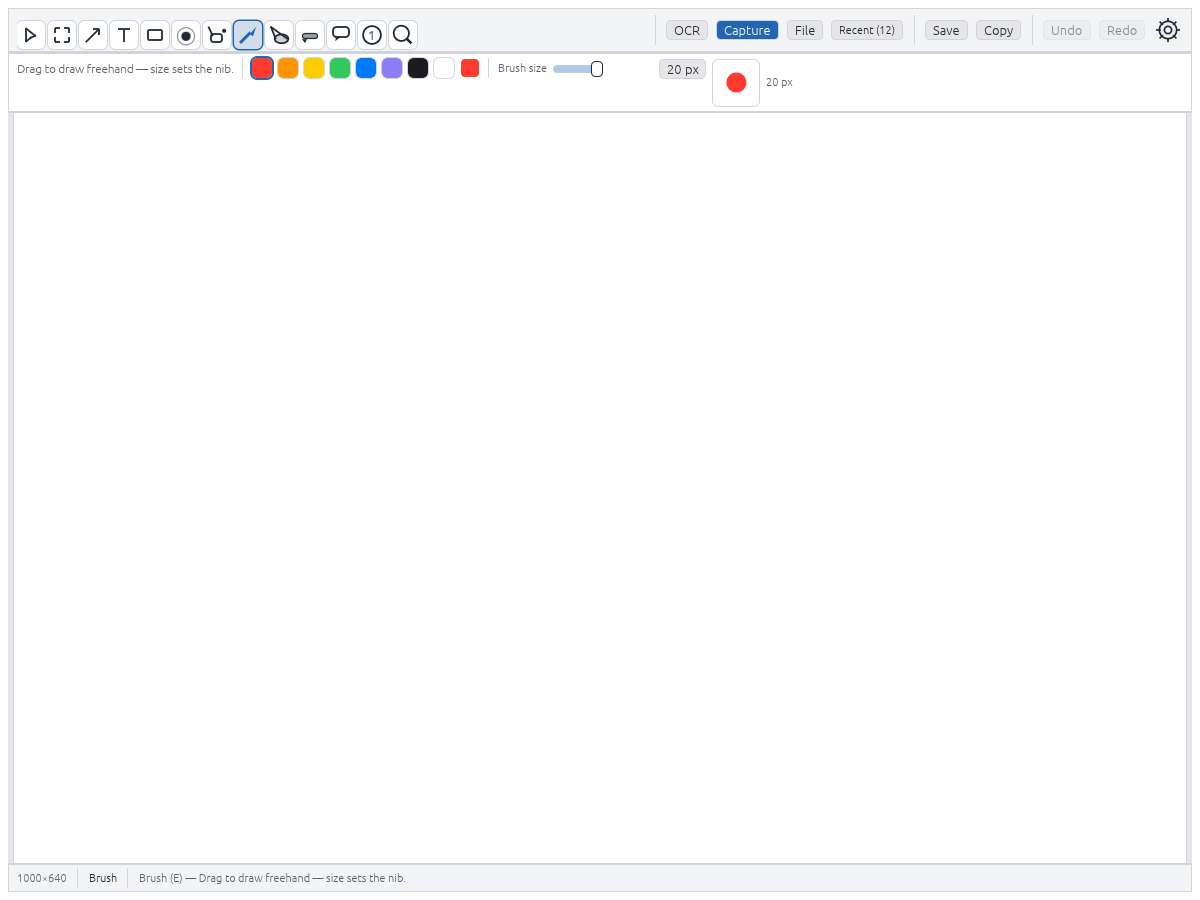 T
1
OCR Capture File Recent (12) Save Copy Undo Redo
Drag to draw freehand — size sets the nib. Brush size 20 px 20 px
1000×640 Brush Brush (E) — Drag to draw freehand — size sets the nib.